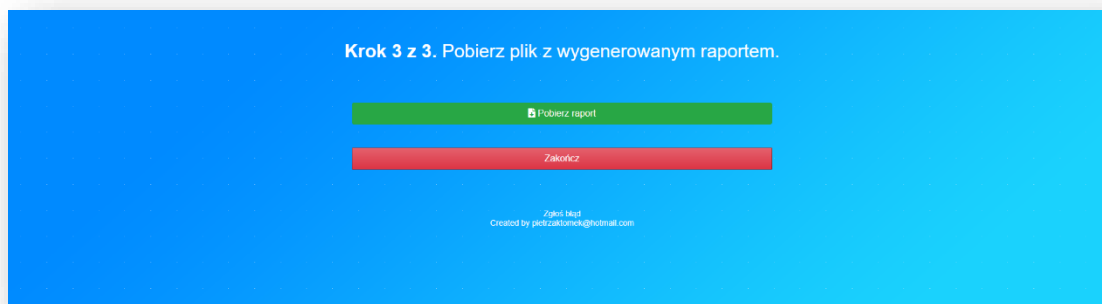 Krok 3 z 3. Pobierz plik z wygenerowanym raportem.
Pobierz raport
Zakończ
Zgłoś błąd
Created by pietrzaktomek@hotmail.com